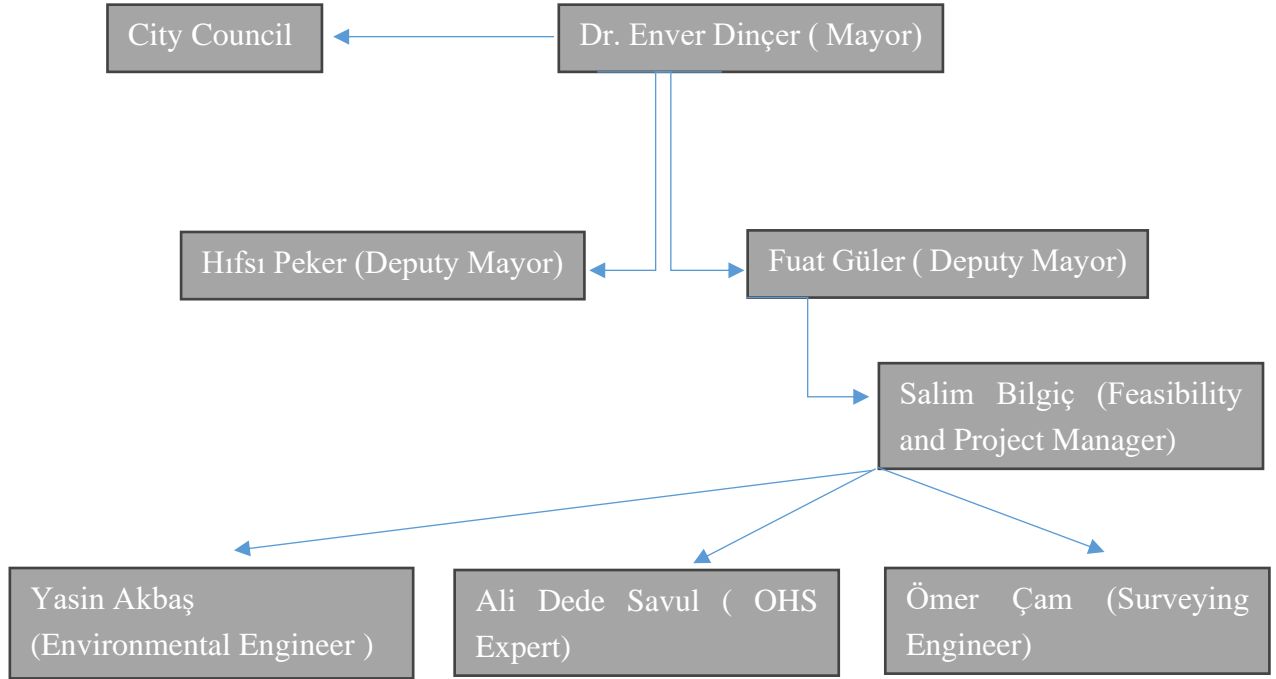 City Council
Dr. Enver Dinçer ( Mayor)
Hıfsı Peker (Deputy Mayor)
Fuat Güler ( Deputy Mayor)
Salim Bilgiç (Feasibility
and Project Manager)
Yasin Akbaş
(Environmental Engineer )
Ali Dede Savul ( OHS
Expert)
Ömer Çam (Surveying
Engineer)